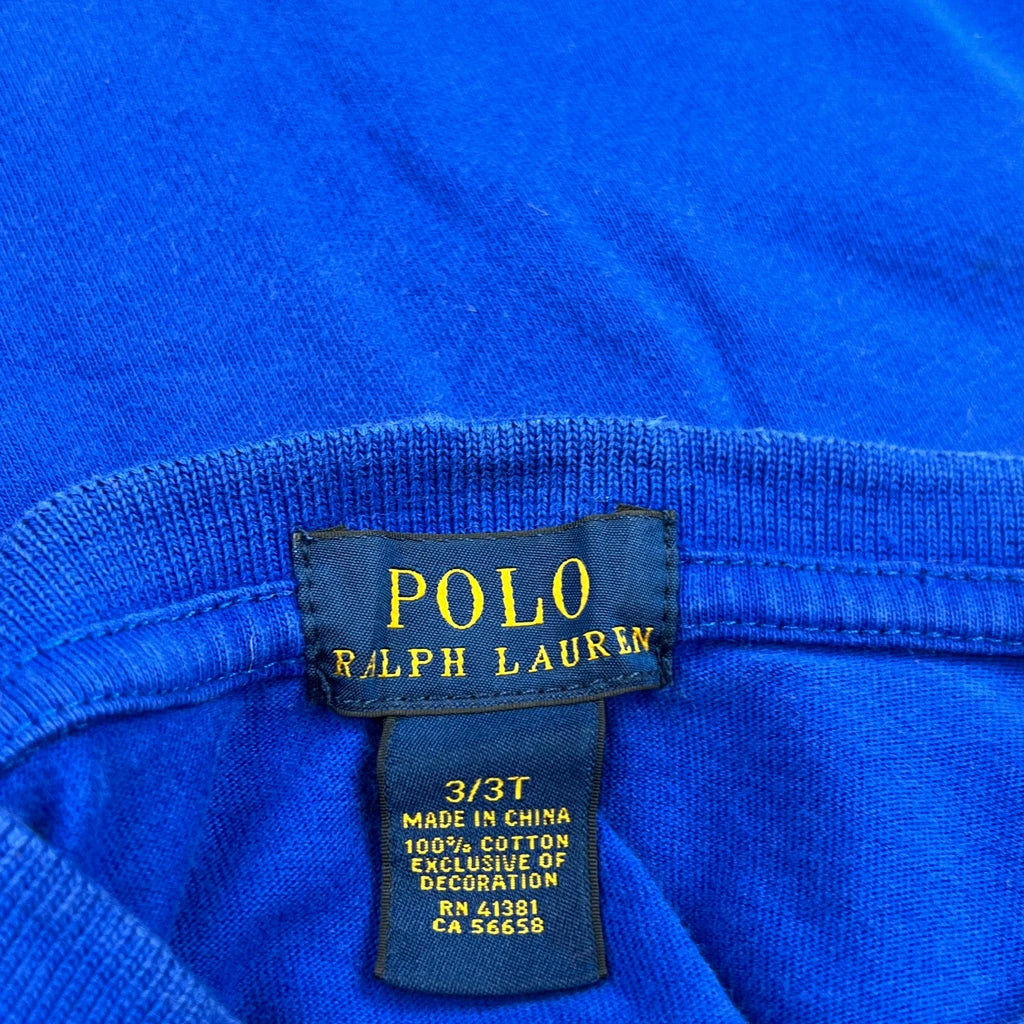 POLO
RALPH LAUREN
3/3T
MADE IN CHINA
100% COTTON
EXCLUSIVE OF
DECORATION
RN 41381
CA 56658